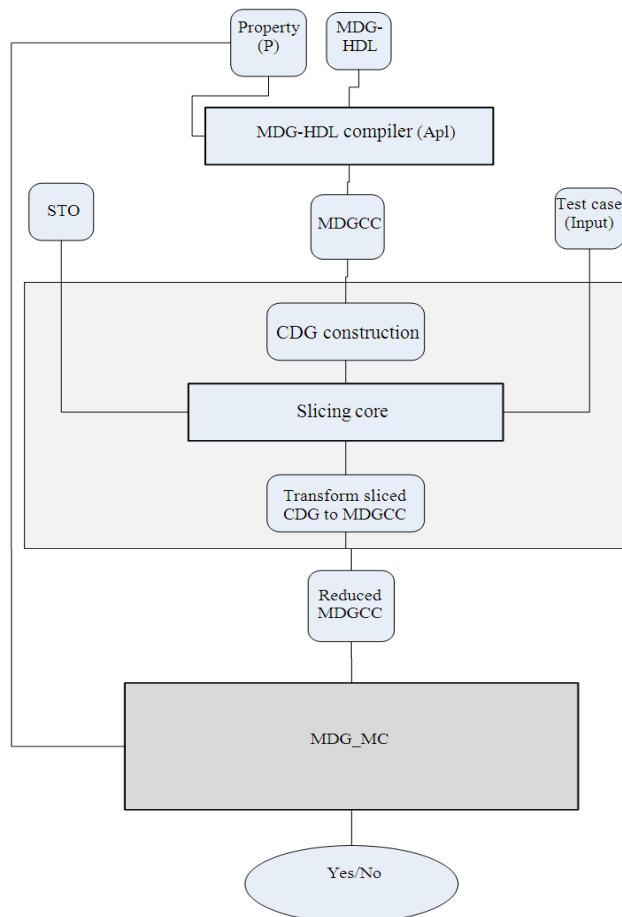 Property
(P)
MDG-
HDL
MDG-HDL compiler (Apl)
STO
MDGCC
Test case
(Input)
CDG construction
Slicing core
Transform sliced
CDG to MDGCC
Reduced
MDGCC
MDG_MC
Yes/No